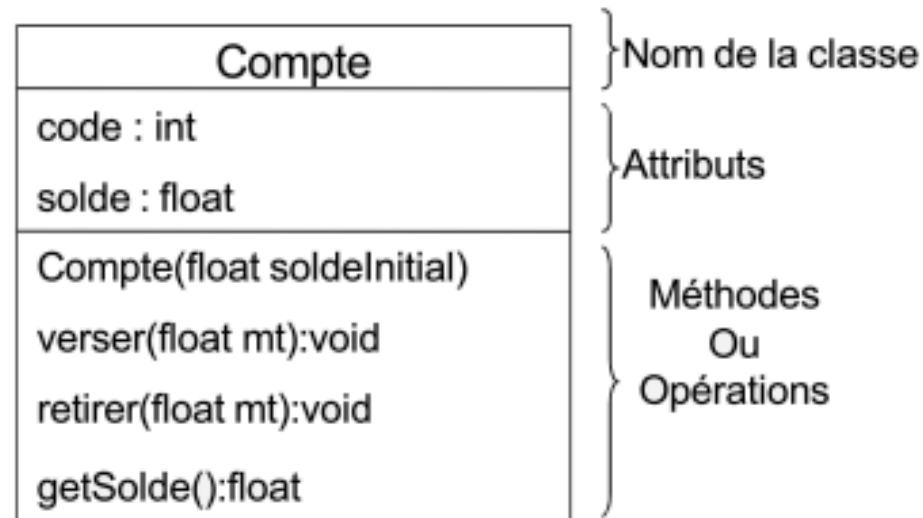 Compte
Nom de la classe
code : int
solde : float
Attributs
Compte(float soldeInitial)
verser(float mt):void
retirer(float mt):void
getSolde():float
Méthodes
Ou
Opérations